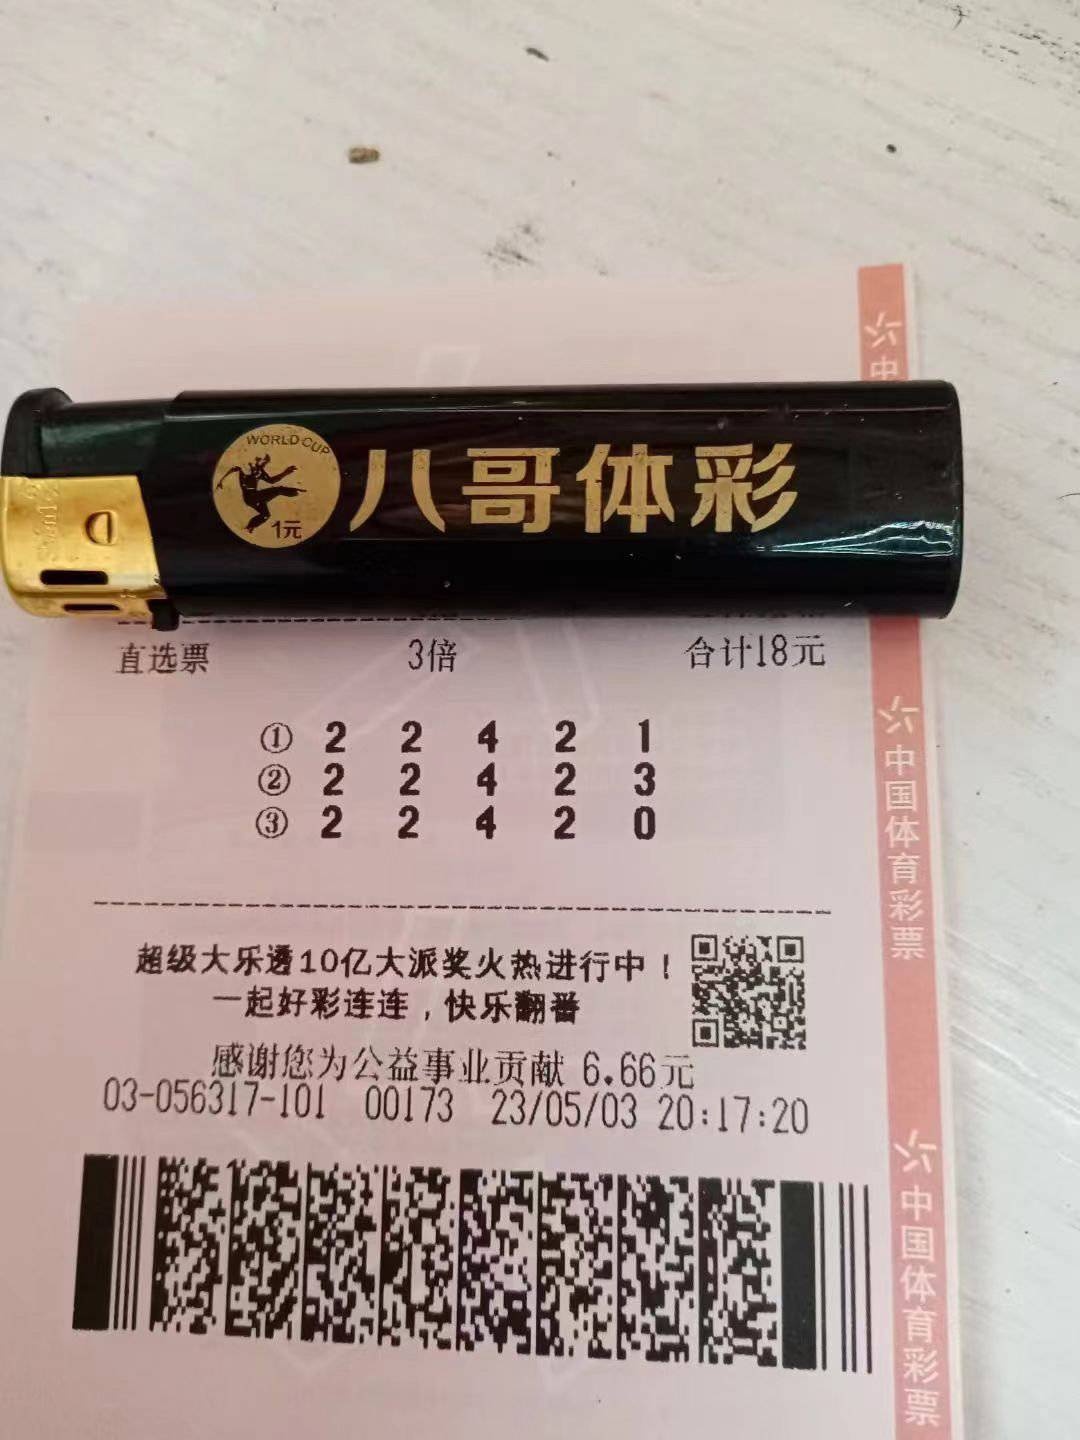 WORLD CUP
1元
八哥体彩
直选票 3倍 合计18元
① 2 2 4 2 1
② 2 2 4 2 3
③ 2 2 4 2 0
超级大乐透10亿大派奖火热进行中！
一起好彩连连，快乐翻番
感谢您为公益事业贡献 6.66元
03-056317-101 00173 23/05/03 20:17:20
中
中国体育彩票
中国体育彩票